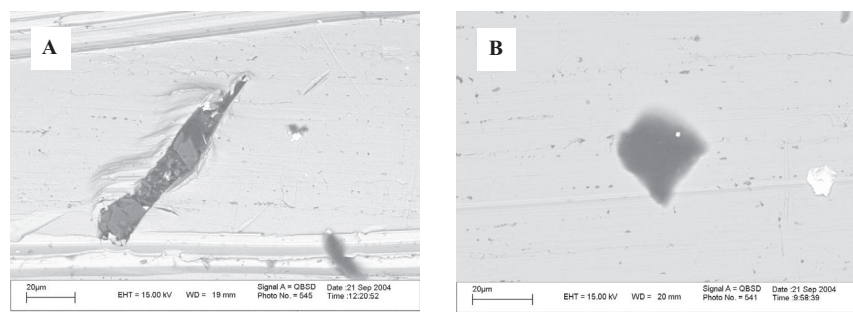 A
B
20µm
EHT = 15.00 kV WD = 19 mm
Signal A = QBSD Date :21 Sep 2004
Photo No. = 545 Time :12:20:52
20µm
EHT = 15.00 kV WD = 20 mm
Signal A = QBSD Date :21 Sep 2004
Photo No. = 541 Time :9:58:39